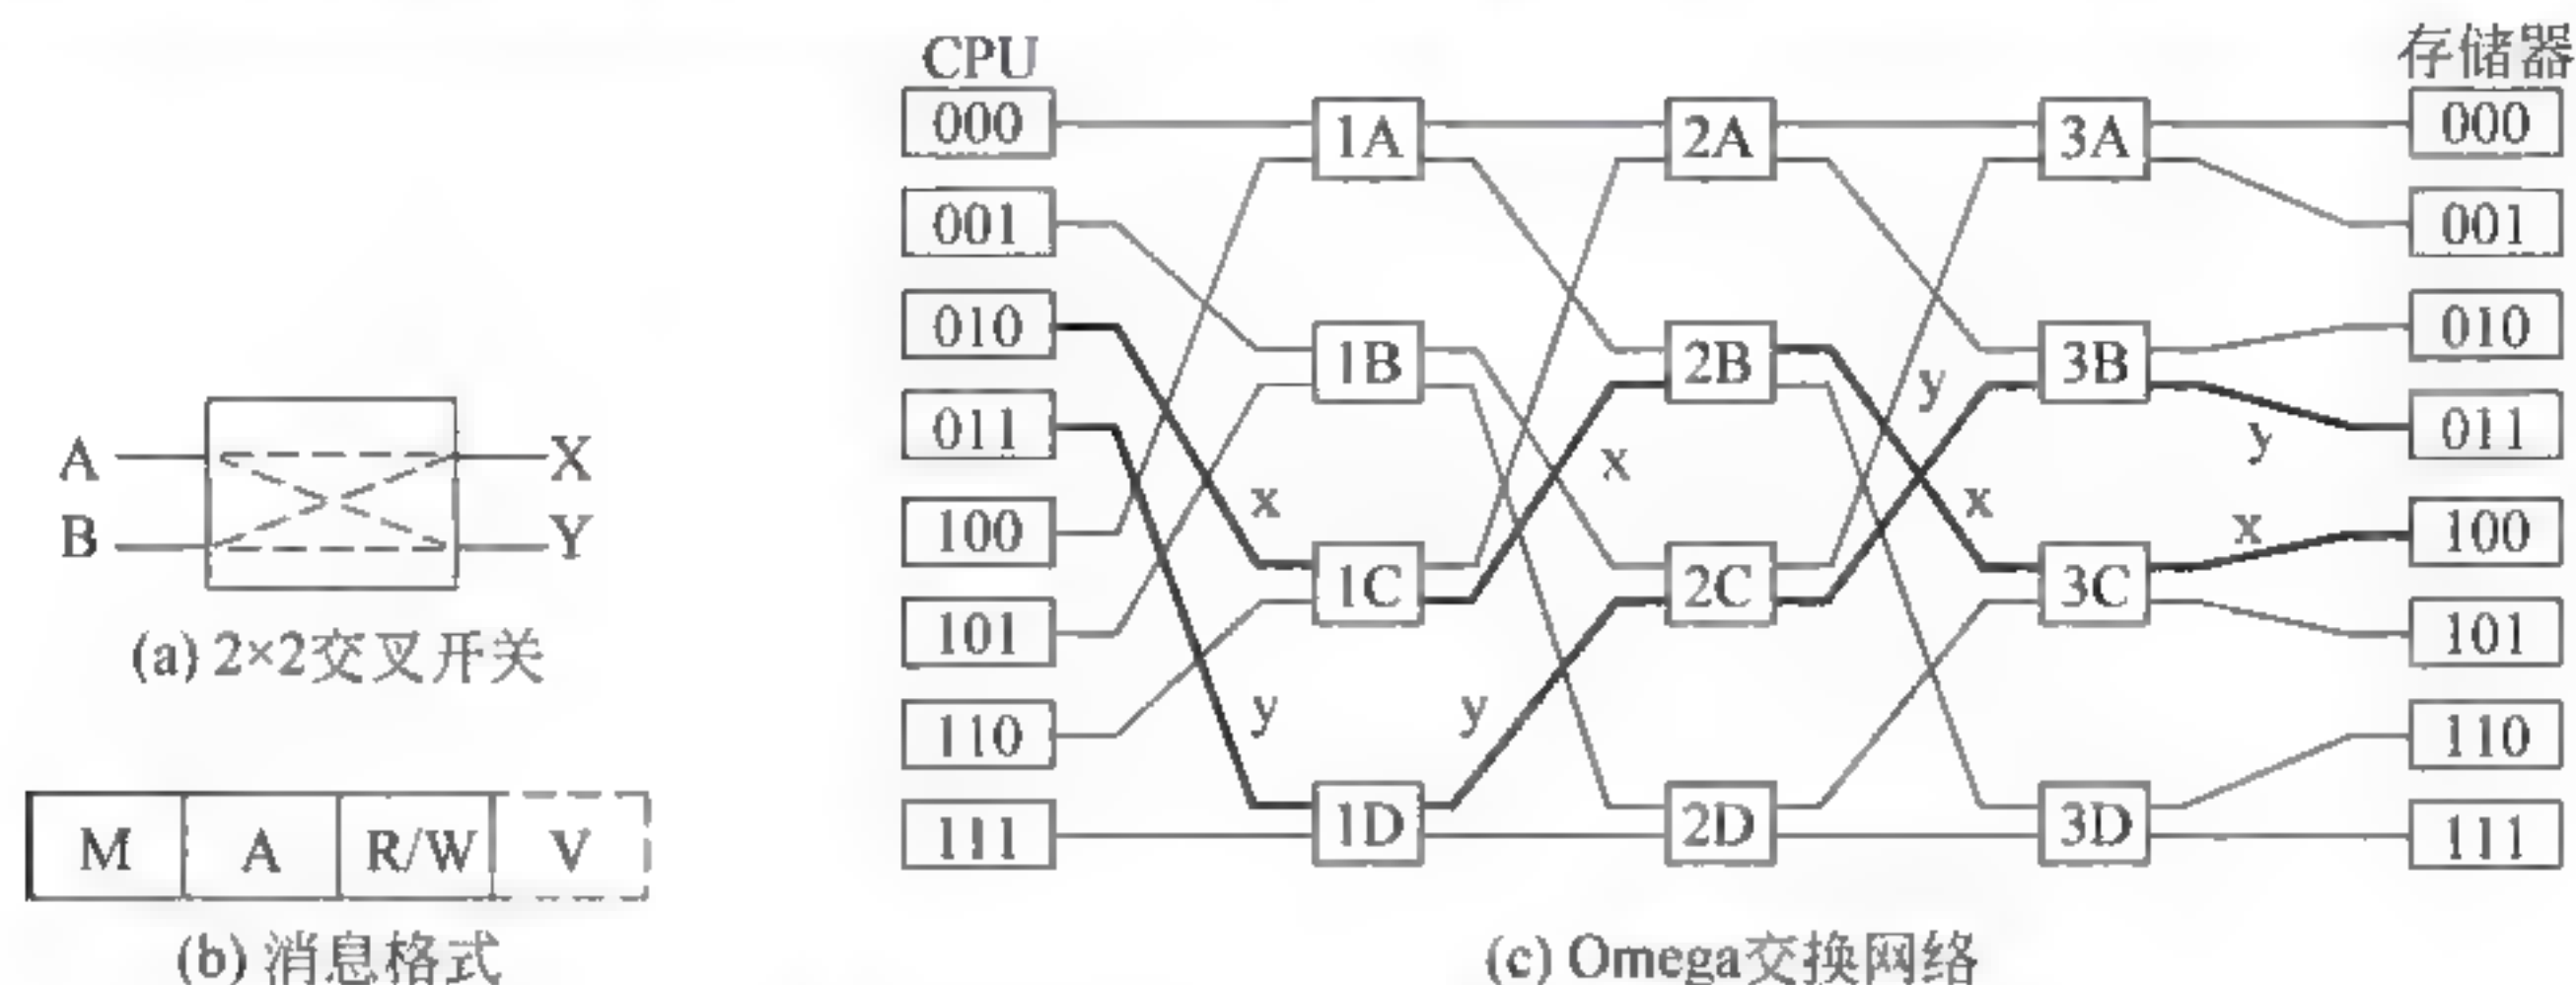 A
B
X
Y
(a) 2×2交叉开关
M A R/W V
(b) 消息格式
CPU
000
001
010
011
100
101
110
111
1A
1B
1C
1D
2A
2B
2C
2D
3A
3B
3C
3D
x
y
x
y
y
x
y
x
存储器
000
001
010
011
100
101
110
111
(c) Omega交换网络